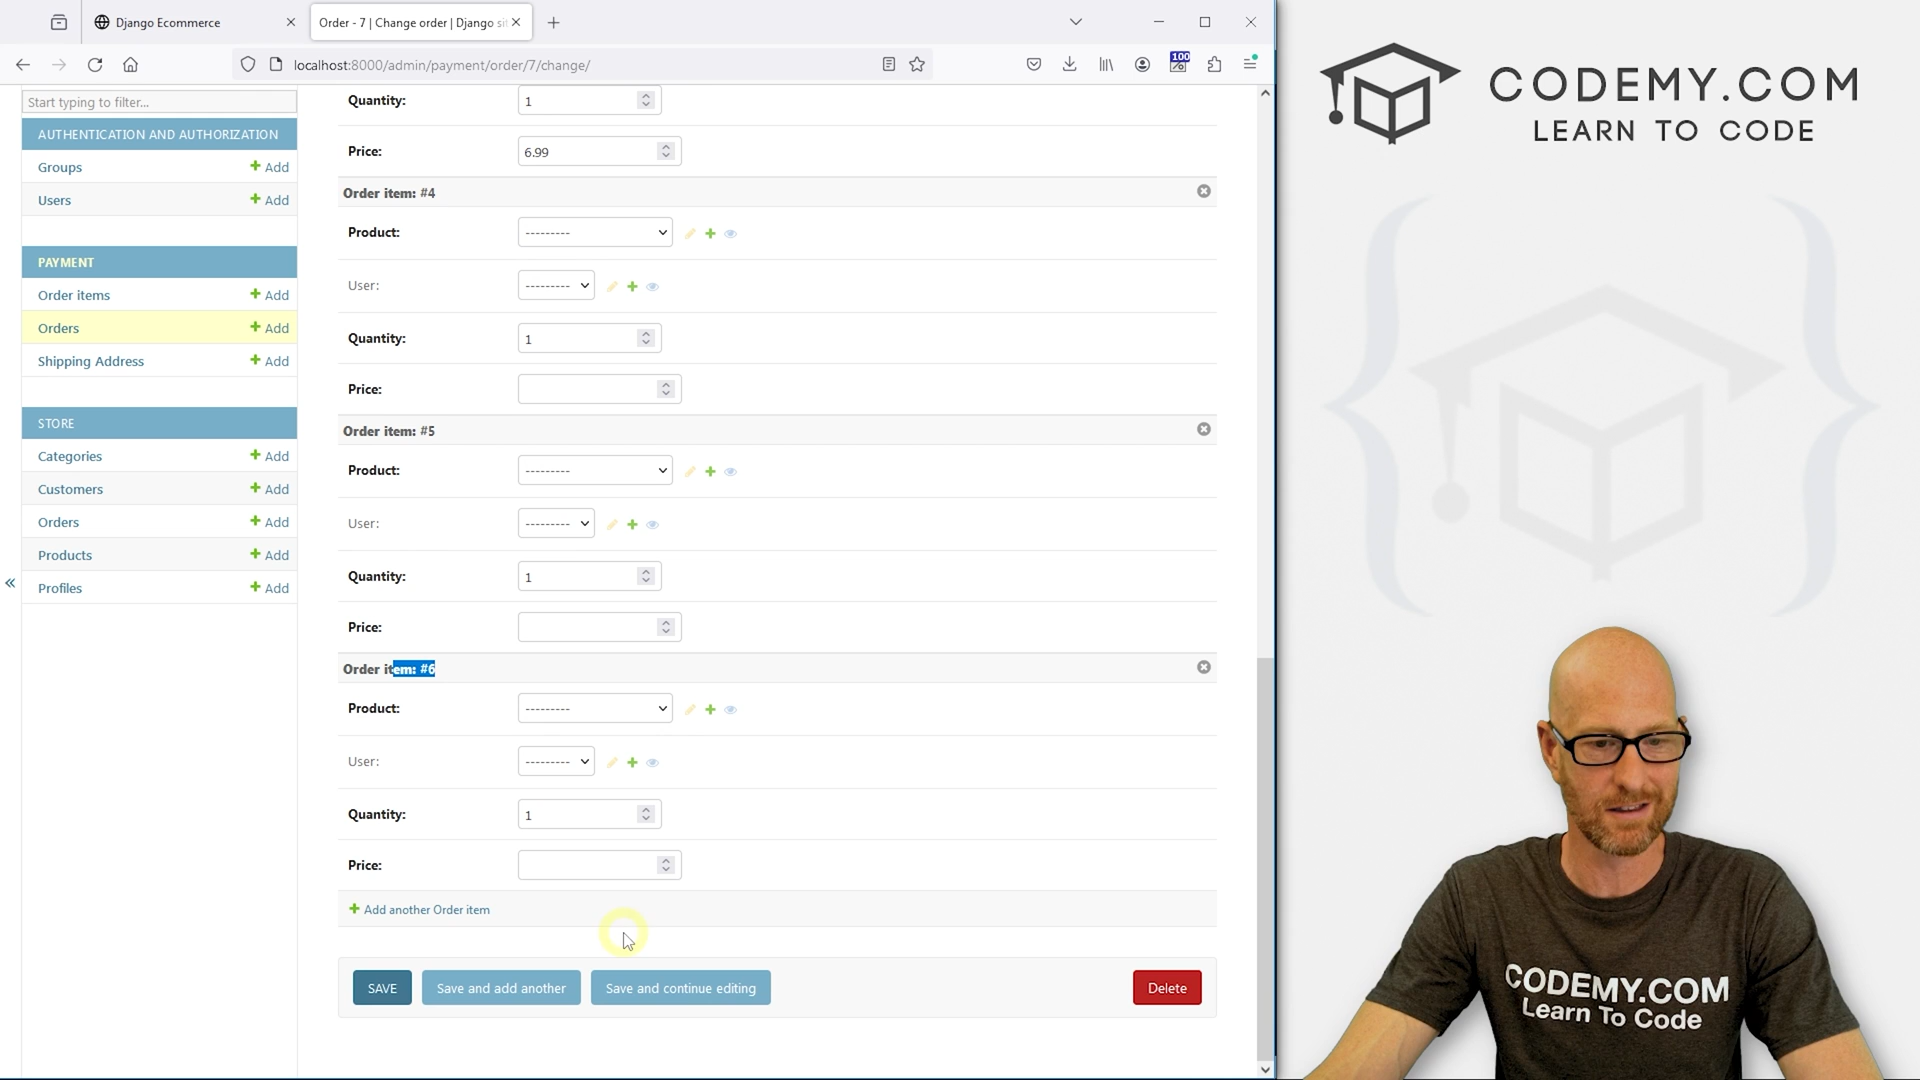 Django Ecommerce
Order - 7 | Change order | Django si
localhost:8000/admin/payment/order/7/change/
100
CODEMY.COM
LEARN TO CODE
Start typing to filter...
AUTHENTICATION AND AUTHORIZATION
Groups
Add
Users
Add
PAYMENT
Order items
Add
Orders
Add
Shipping Address
Add
STORE
Categories
Add
Customers
Add
Orders
Add
Products
Add
Profiles
Add
Quantity:
1
Price:
6.99
Order item: #4
Product:
---------
User:
---------
Quantity:
1
Price:
Order item: #5
Product:
---------
User:
---------
Quantity:
1
Price:
Order item: #6
Product:
---------
User:
---------
Quantity:
1
Price:
Add another Order item
SAVE
Save and add another
Save and continue editing
Delete
CODEMY.COM
Learn To Code